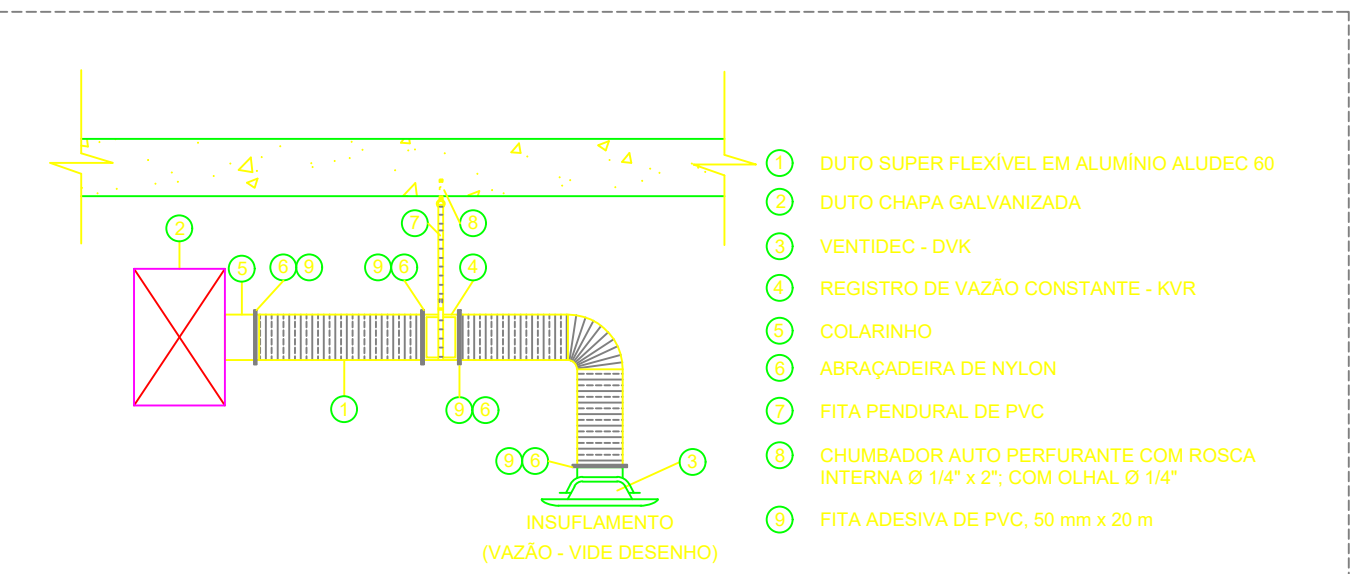 1 DUTO SUPER FLEXÍVEL EM ALUMÍNIO ALUDEC 60
2 DUTO CHAPA GALVANIZADA
3 VENTIDEC - DVK
4 REGISTRO DE VAZÃO CONSTANTE - KVR
5 COLARINHO
6 ABRAÇADEIRA DE NYLON
7 FITA PENDURAL DE PVC
8 CHUMBADOR AUTO PERFURANTE COM ROSCA
INTERNA Ø 1/4" x 2"; COM OLHAL Ø 1/4"
9 FITA ADESIVA DE PVC, 50 mm x 20 m
2
7 8
5 6 9 9 6 4
1 9 6
9 6 3
INSUFLAMENTO
(VAZÃO - VIDE DESENHO)